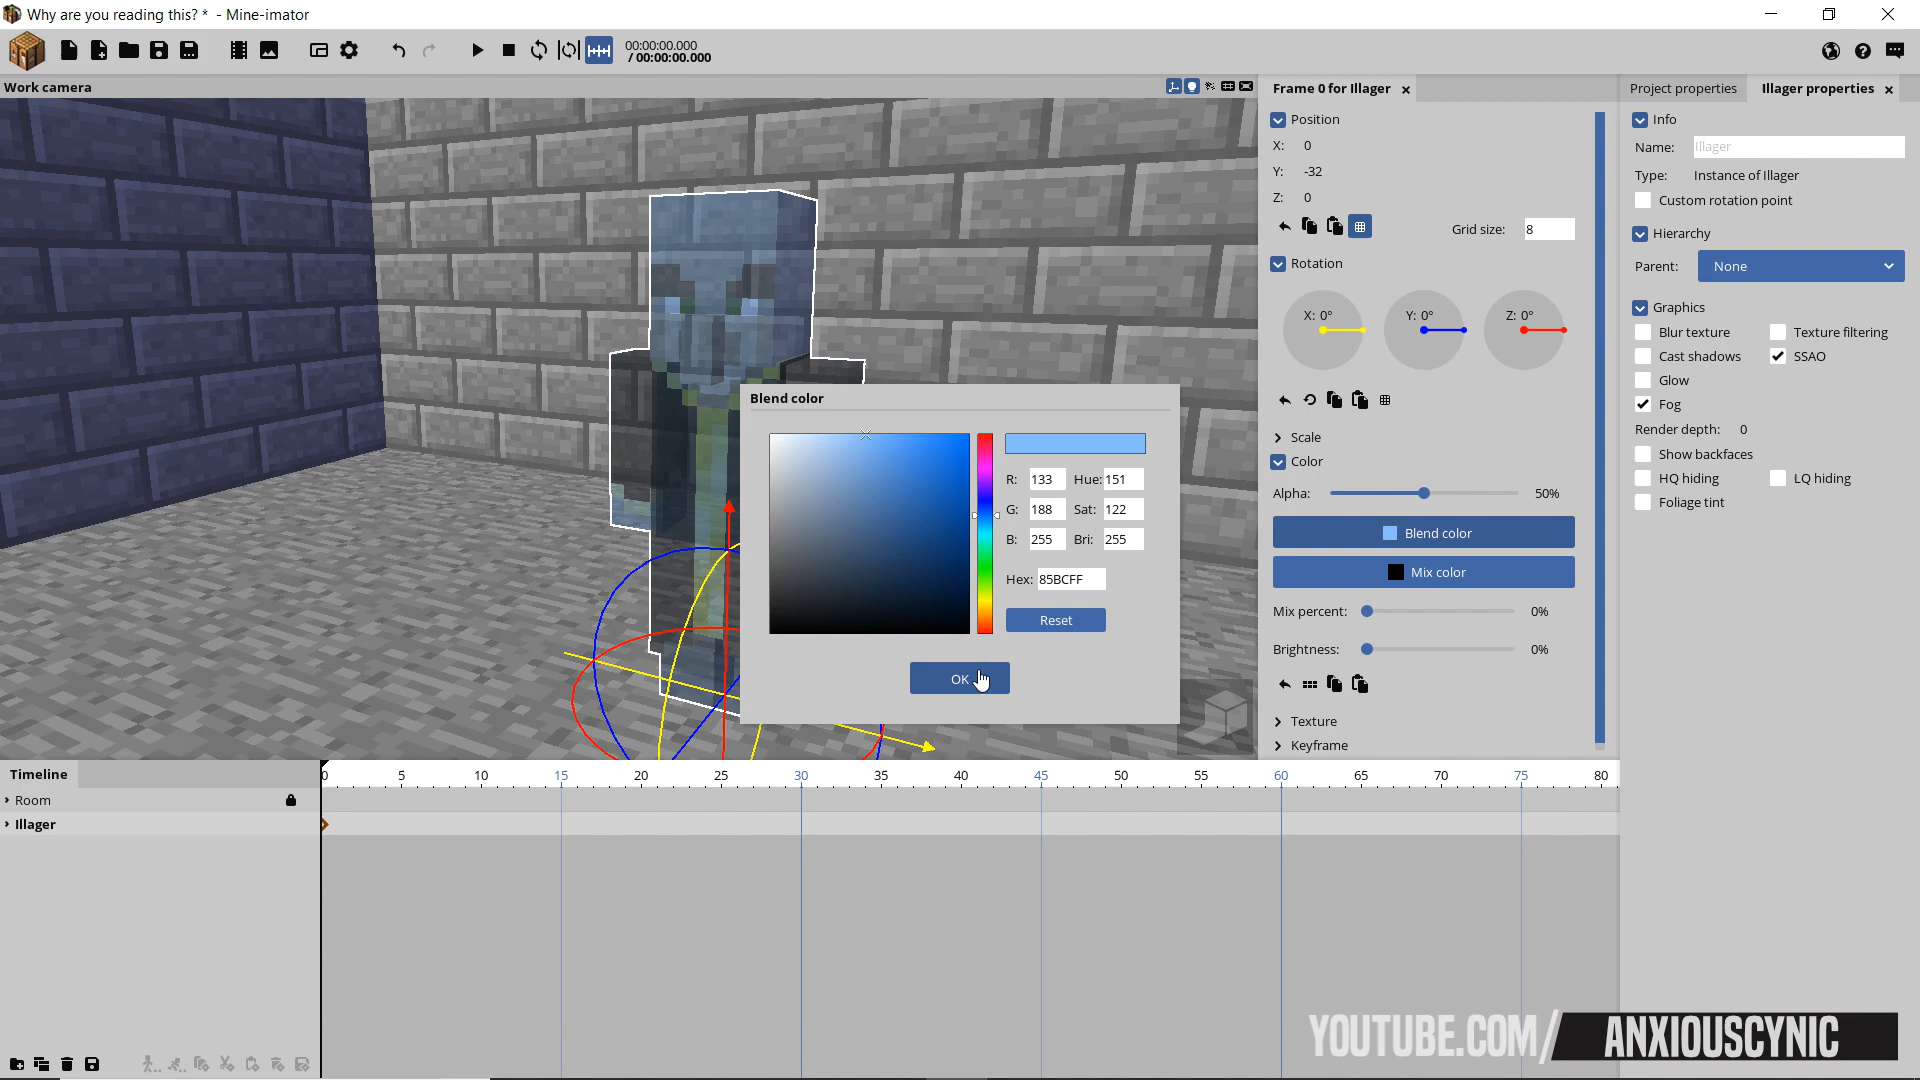 Why are you reading this? * - Mine-imator
00:00:00.000
/ 00:00:00.000
Work camera
Frame 0 for Illager
Position
X: 0
Y: -32
Z: 0
Grid size: 8
Rotation
X: 0° Y: 0° Z: 0°
Scale
Color
Alpha: 50%
Blend color
Mix color
Mix percent: 0%
Brightness: 0%
Texture
Keyframe
Project properties Illager properties
Info
Name: Illager
Type: Instance of Illager
Custom rotation point
Hierarchy
Parent: None
Graphics
Blur texture Texture filtering
Cast shadows SSAO
Glow
Fog
Render depth: 0
Show backfaces
HQ hiding LQ hiding
Foliage tint
Blend color
R: 133 Hue: 151
G: 188 Sat: 122
B: 255 Bri: 255
Hex: 85BCFF
Reset
OK
Timeline
0 5 10 15 20 25 30 35 40 45 50 55 60 65 70 75 80
Room
Illager
YOUTUBE.COM/ANXIOUSCYNIC